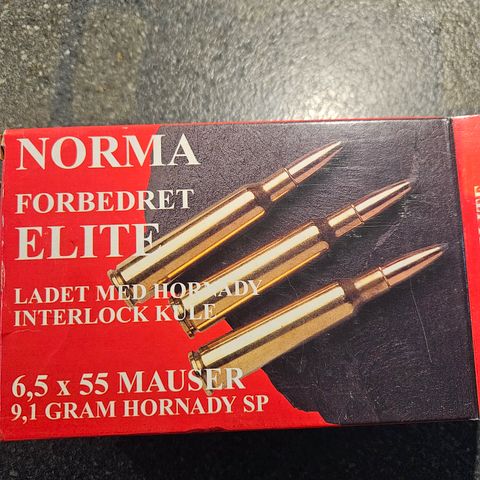 NORMA
FORBEDRET
ELITE
LADET MED HORNADY
INTERLOCK KULE
6,5 x 55 MAUSER
9,1 GRAM HORNADY SP